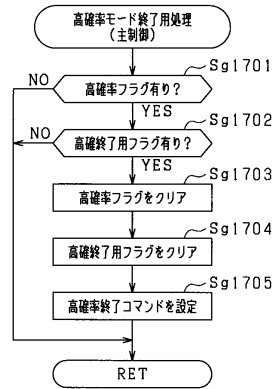 高確率モード終了用処理
(主制御)
Sg1701
高確率フラグ有り?
NO
YES
Sg1702
高確終了用フラグ有り?
NO
YES
Sg1703
高確率フラグをクリア
Sg1704
高確終了用フラグをクリア
Sg1705
高確率終了コマンドを設定
RET